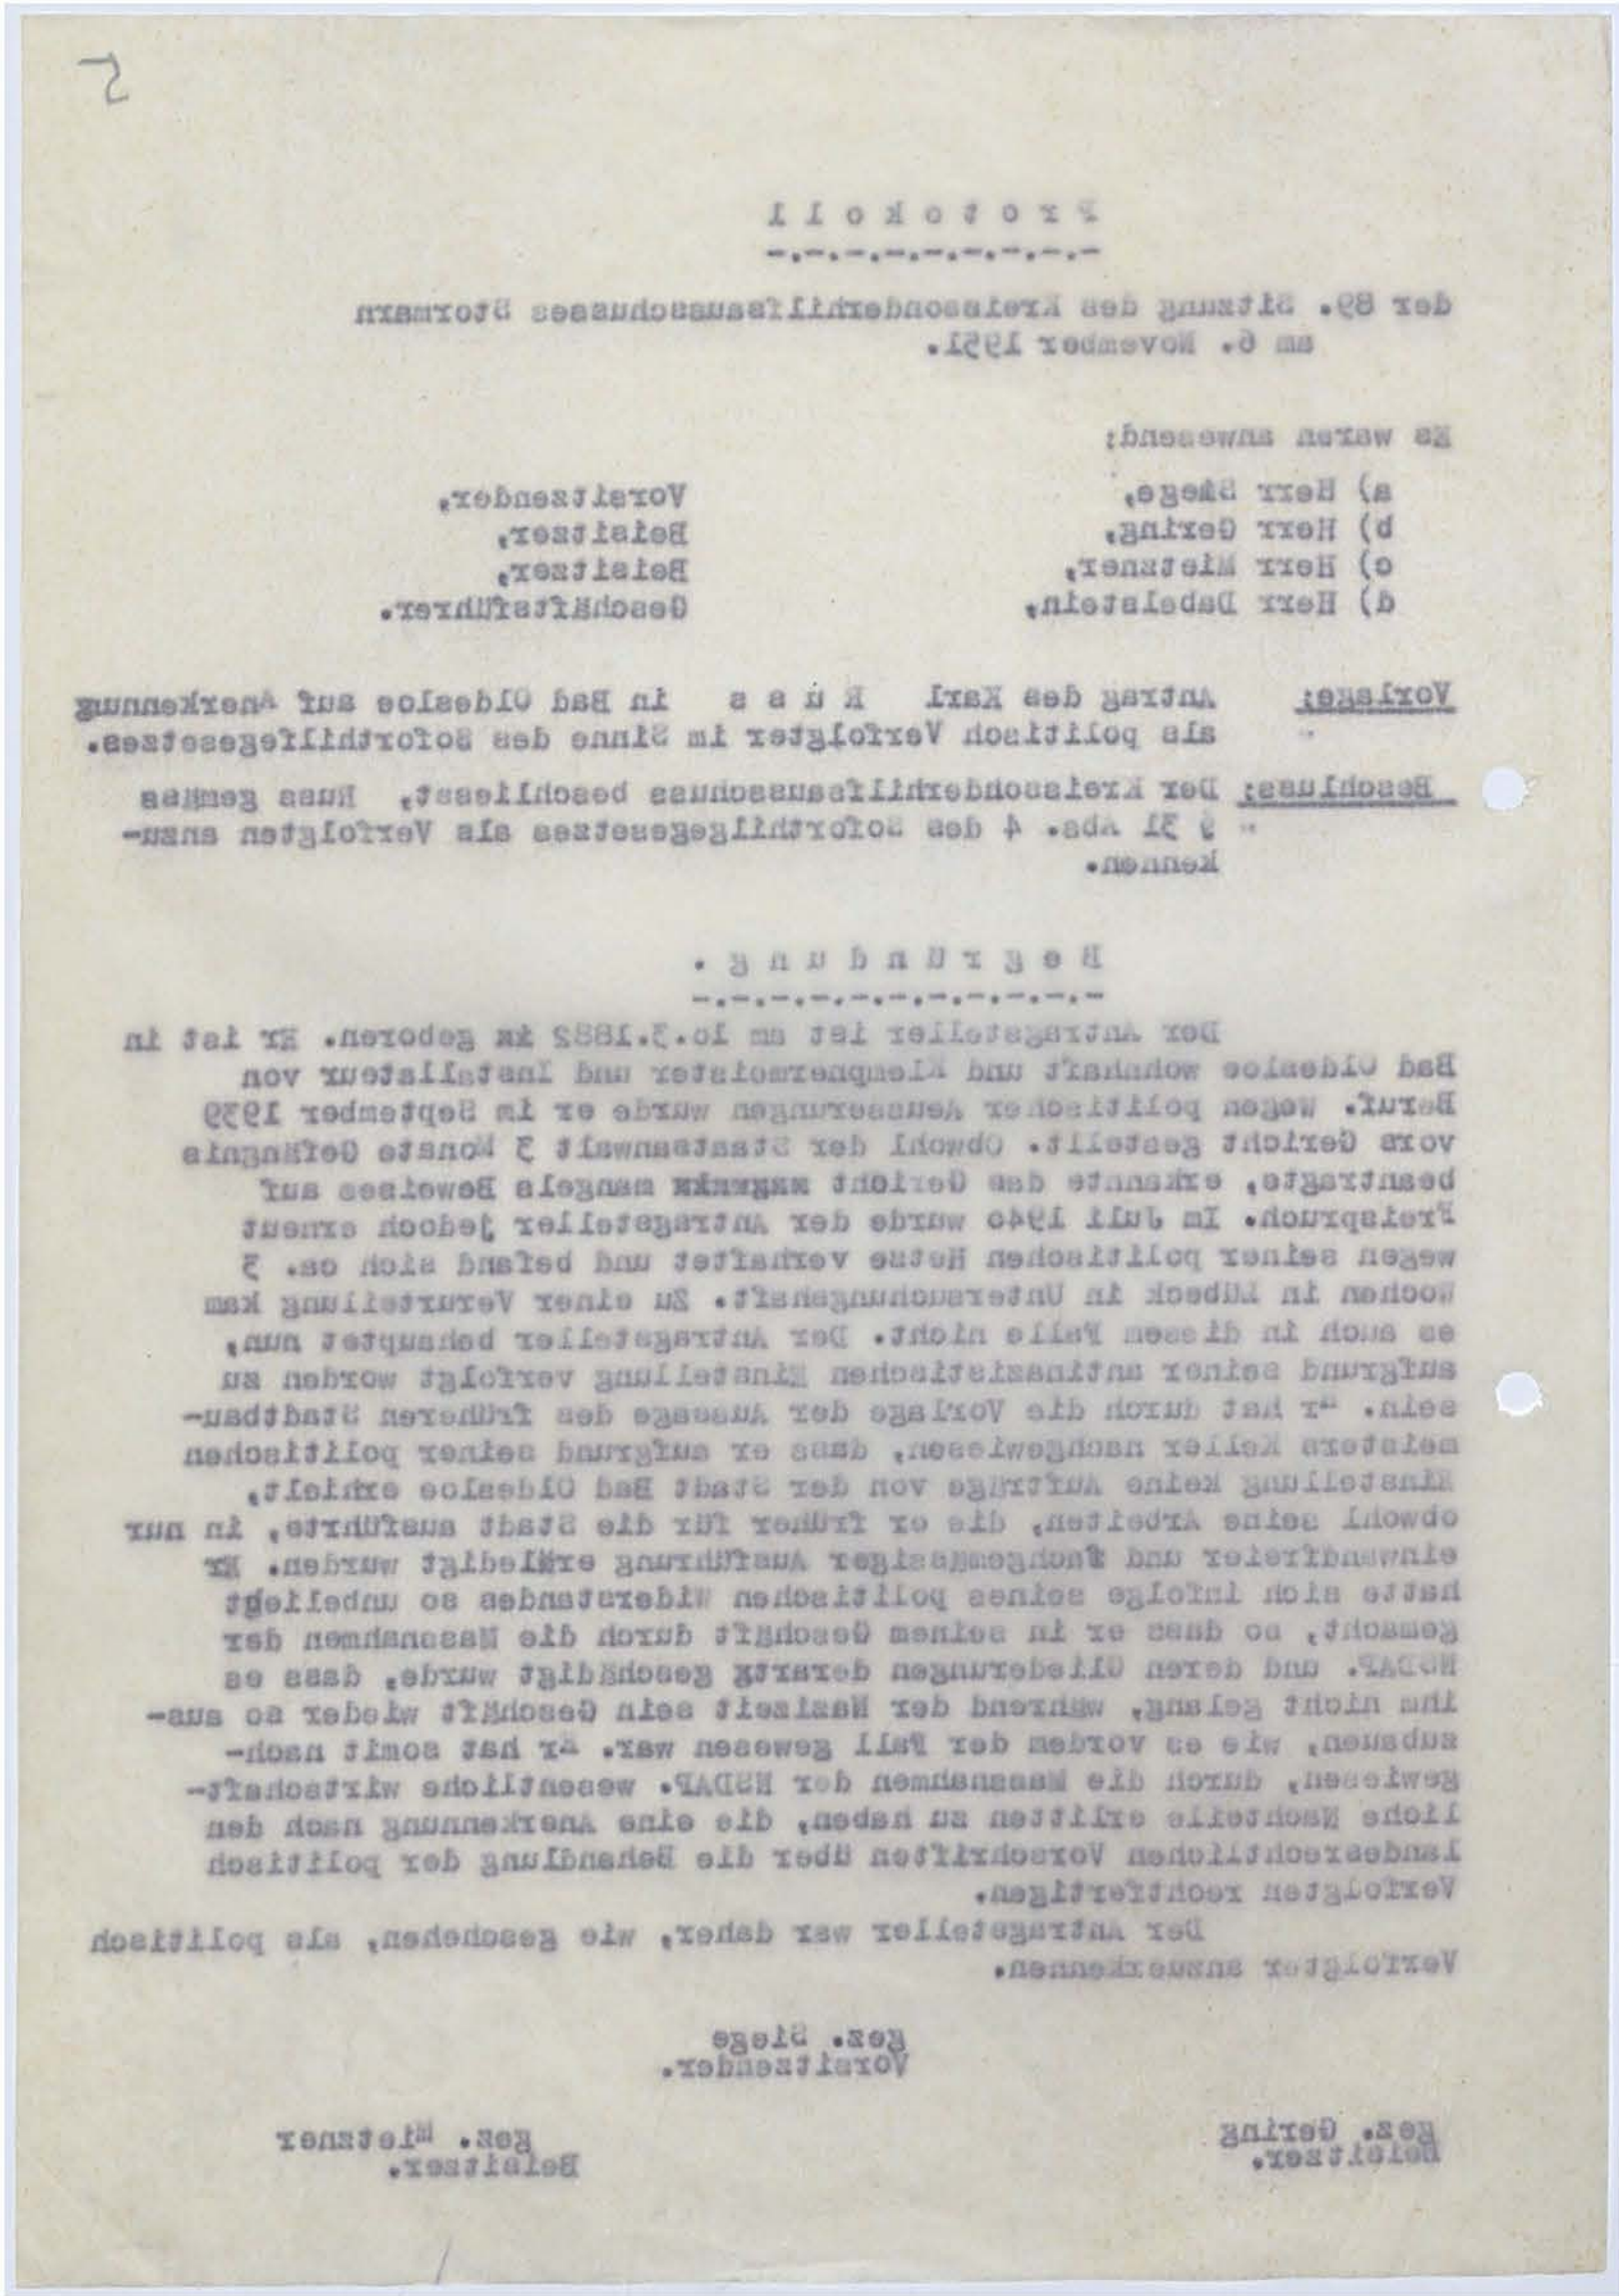 5
P r o t o k o l l
-.-.-.-.-.-.-.-.-
der 89. Sitzung des Kreissonderhilfsausschusses Stormarn
am 6. November 1951.
Es waren anwesend:
a) Herr Siege, Vorsitzender,
b) Herr Gering, Beisitzer,
c) Herr Mietzner, Beisitzer,
d) Herr Dabelstein, Geschäftsführer.
Vorlage: Antrag des Karl R u s s in Bad Oldesloe auf Anerkennung
als politisch Verfolgter im Sinne des Soforthilfegesetzes.
Beschluss: Der Kreissonderhilfsausschuss beschliesst, Russ gemäss
§ 31 Abs. 4 des Soforthilgegesetzes als Verfolgten anzu-
kennen.
B e g r ü n d u n g .
-.-.-.-.-.-.-.-.-.-.-
Der Antragsteller ist am 1o.3.1882 in geboren. Er ist in
Bad Oldesloe wohnhaft und Klempnermeister und Installateur von
Beruf. Wegen politischer Aeusserungen wurde er im September 1939
vors Gericht gestellt. Obwohl der Staatsanwalt 3 Monate Gefängnis
beantragte, erkannte das Gericht mangels Beweises auf
Freispruch. Im Juli 194o wurde der Antragsteller jedoch erneut
wegen seiner politischen Hetze verhaftet und befand sich ca. 3
Wochen in Lübeck in Untersuchungshaft. Zu einer Verurteilung kam
es auch in diesem Falle nicht. Der Antragsteller behauptet nun,
aufgrund seiner antinazistischen Einstellung verfolgt worden zu
sein. Er hat durch die Vorlage der Aussage des früheren Stadtbau-
meisters Keller nachgewiesen, dass er aufgrund seiner politischen
Einstellung keine Aufträge von der Stadt Bad Oldesloe erhielt,
obwohl seine Arbeiten, die er früher für die Stadt ausführte, in nur
einwandfreier und fachgemässiger Ausführung erledigt wurden. Er
hatte sich infolge seines politischen Widerstandes so unbeliebt
gemacht, so dass er in seinem Geschäft durch die Massnahmen der
NSDAP. und deren Gliederungen derartg geschädigt wurde, dass es
ihm nicht gelang, während der Nazizeit sein Geschäft wieder so aus-
zubauen, wie es vordem der Fall gewesen war. Er hat somit nach-
gewiesen, durch die Massnahmen der NSDAP. wesentliche wirtschaft-
liche Nachteile erlitten zu haben, die eine Anerkennung nach den
landesrechtlichen Vorschriften über die Behandlung der politisch
Verfolgten rechtfertigen.
Der Antragsteller war daher, wie geschehen, als politisch
Verfolgter anzuerkennen.
gez. Siege
Vorsitzender.
gez. Gering gez. Mietzner
Beisitzer. Beisitzer.